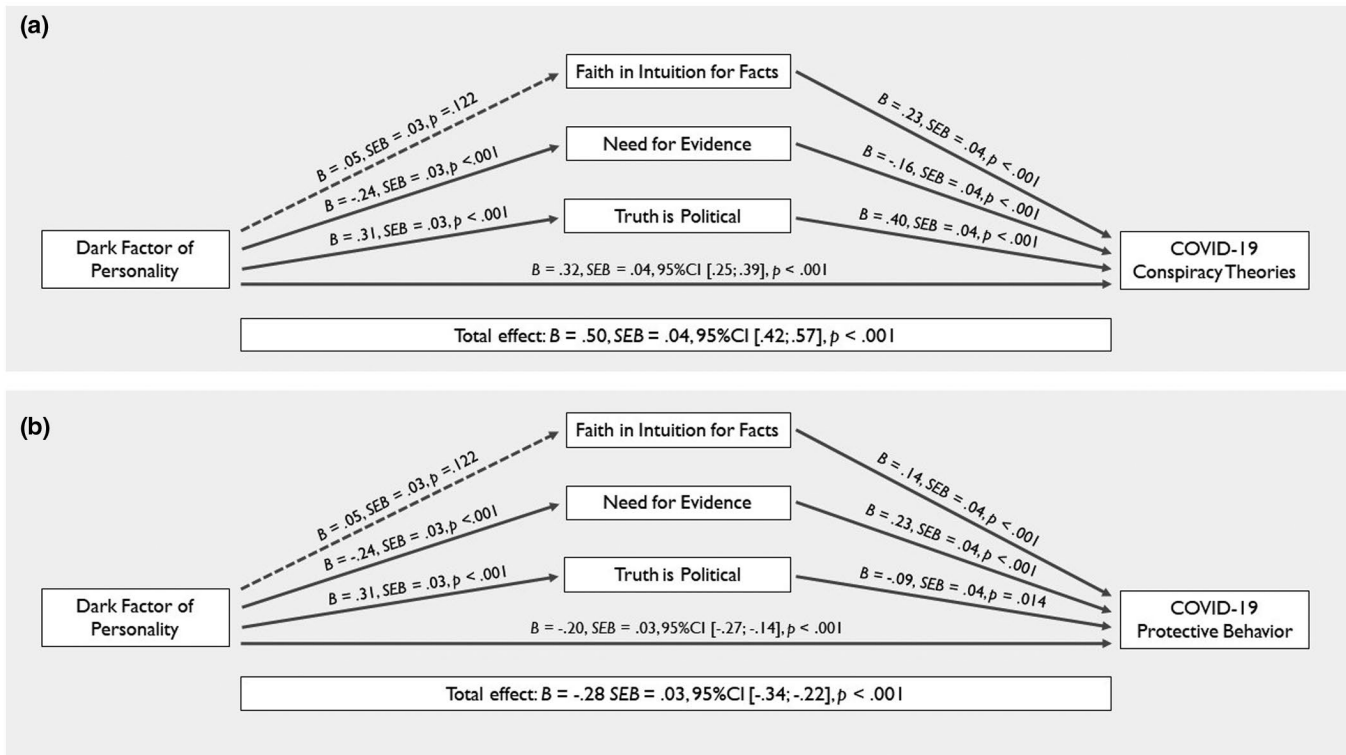 (a)
Faith in Intuition for Facts
B = .05, SEB = .03, p =.122
B = .23, SEB = .04, p < .001
Need for Evidence
B = -.24, SEB = .03, p <.001
B = -.16, SEB = .04, p < .001
Truth is Political
B = .31, SEB = .03, p < .001
B = .40, SEB = .04, p < .001
Dark Factor of
Personality
COVID-19
Conspiracy Theories
B = .32, SEB = .04, 95%CI [.25; .39], p < .001
Total effect: B = .50, SEB = .04, 95%CI [.42; .57], p < .001
(b)
Faith in Intuition for Facts
B = .05, SEB = .03, p =.122
B = .14, SEB = .04, p < .001
Need for Evidence
B = -.24, SEB = .03, p <.001
B = .23, SEB = .04, p < .001
Truth is Political
B = .31, SEB = .03, p < .001
B = -.09, SEB = .04, p = .014
Dark Factor of
Personality
COVID-19
Protective Behavior
B = -.20, SEB = .03, 95%CI [-.27; -.14], p < .001
Total effect: B = -.28 SEB = .03, 95%CI [-.34; -.22], p < .001